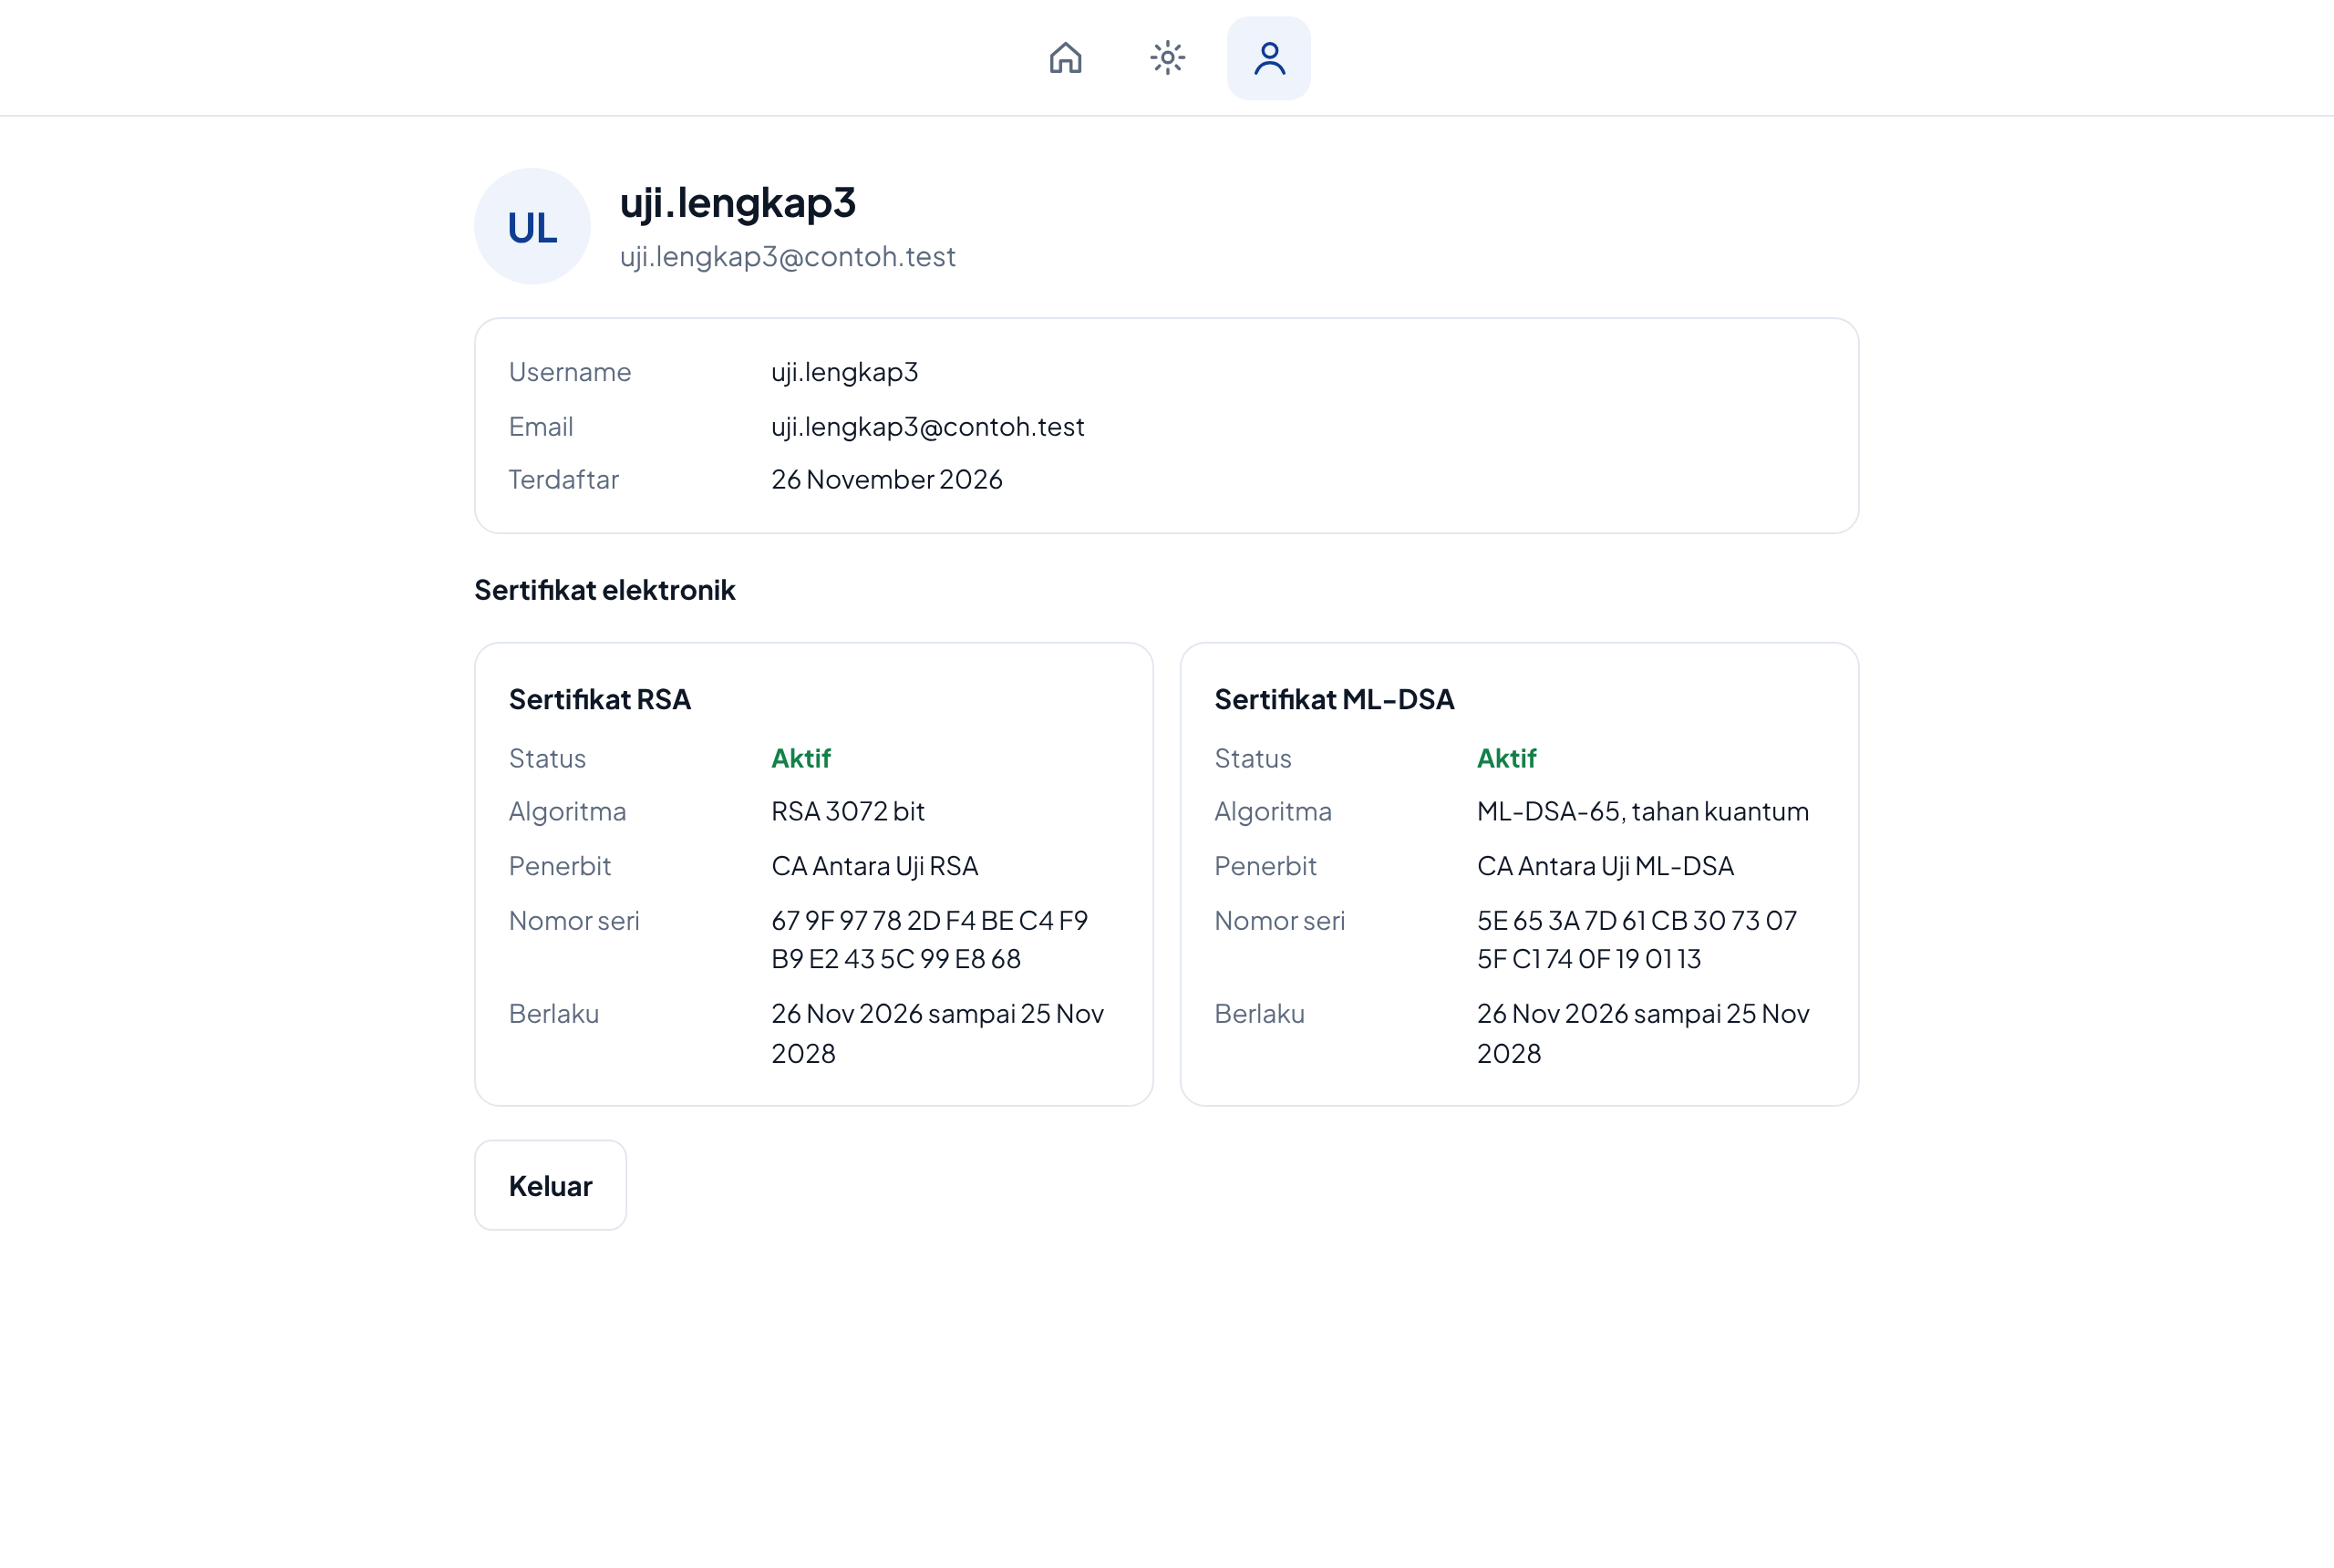 UL
uji.lengkap3
uji.lengkap3@contoh.test
Username uji.lengkap3
Email uji.lengkap3@contoh.test
Terdaftar 26 November 2026
Sertifikat elektronik
Sertifikat RSA
Status Aktif
Algoritma RSA 3072 bit
Penerbit CA Antara Uji RSA
Nomor seri 67 9F 97 78 2D F4 BE C4 F9
B9 E2 43 5C 99 E8 68
Berlaku 26 Nov 2026 sampai 25 Nov
2028
Sertifikat ML-DSA
Status Aktif
Algoritma ML-DSA-65, tahan kuantum
Penerbit CA Antara Uji ML-DSA
Nomor seri 5E 65 3A 7D 61 CB 30 73 07
5F C1 74 0F 19 01 13
Berlaku 26 Nov 2026 sampai 25 Nov
2028
Keluar